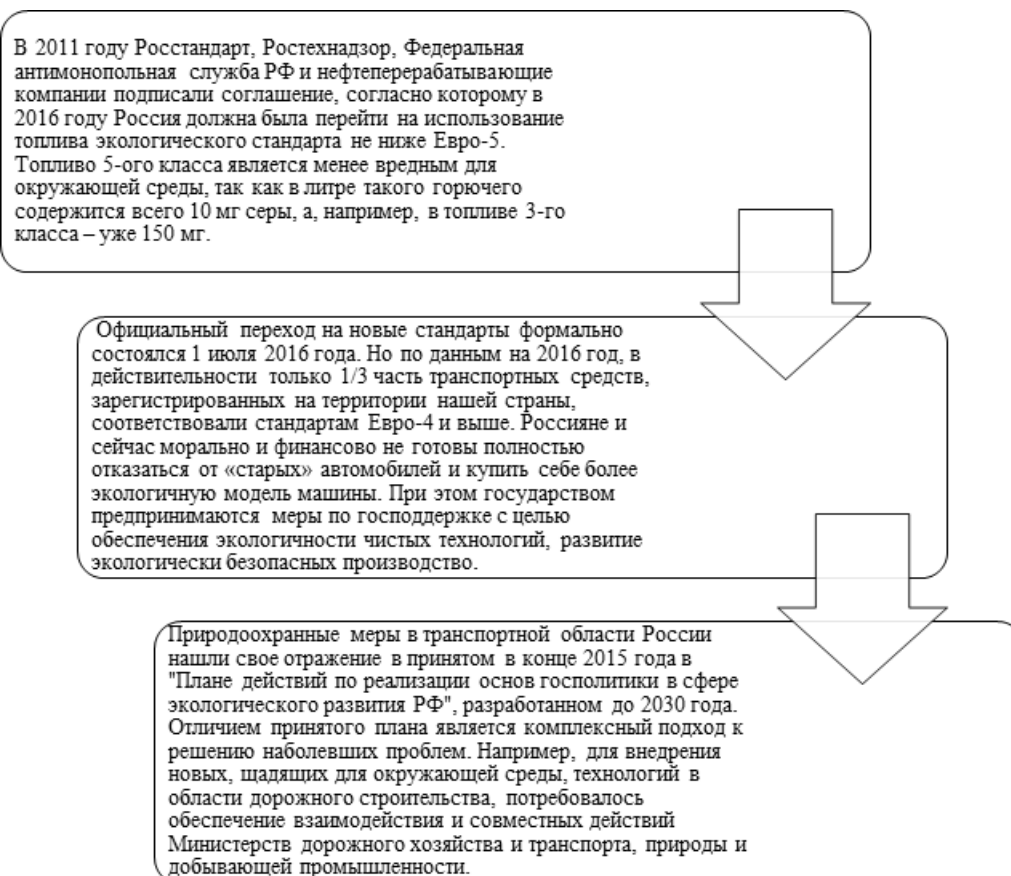 В 2011 году Росстандарт, Ростехнадзор, Федеральная
антимонопольная служба РФ и нефтеперерабатывающие
компании подписали соглашение, согласно которому в
2016 году Россия должна была перейти на использование
топлива экологического стандарта не ниже Евро-5.
Топливо 5-ого класса является менее вредным для
окружающей среды, так как в литре такого горючего
содержится всего 10 мг серы, а, например, в топливе 3-го
класса – уже 150 мг.
Официальный переход на новые стандарты формально
состоялся 1 июля 2016 года. Но по данным на 2016 год, в
действительности только 1/3 часть транспортных средств,
зарегистрированных на территории нашей страны,
соответствовали стандартам Евро-4 и выше. Россияне и
сейчас морально и финансово не готовы полностью
отказаться от «старых» автомобилей и купить себе более
экологичную модель машины. При этом государством
предпринимаются меры по господдержке с целью
обеспечения экологичности чистых технологий, развитие
экологически безопасных производство.
Природоохранные меры в транспортной области России
нашли свое отражение в принятом в конце 2015 года в
"Плане действий по реализации основ госполитики в сфере
экологического развития РФ", разработанном до 2030 года.
Отличием принятого плана является комплексный подход к
решению наболевших проблем. Например, для внедрения
новых, щадящих для окружающей среды, технологий в
области дорожного строительства, потребовалось
обеспечение взаимодействия и совместных действий
Министерств дорожного хозяйства и транспорта, природы и
добывающей промышленности.